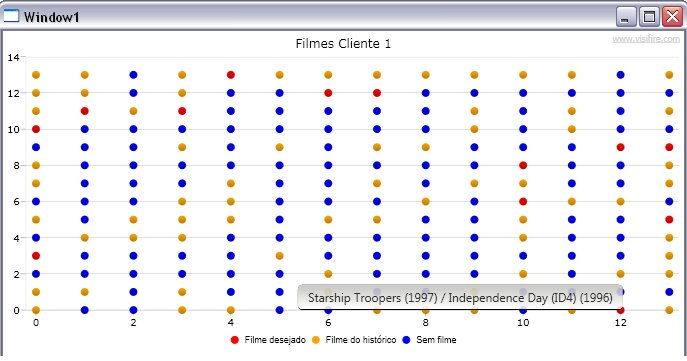 Window1
www.visifire.com
Filmes Cliente 1
14
12
10
8
6
4
2
0
Starship Troopers (1997) / Independence Day (ID4) (1996)
0 2 4 6 8 10 12
Filme desejado Filme do histórico Sem filme